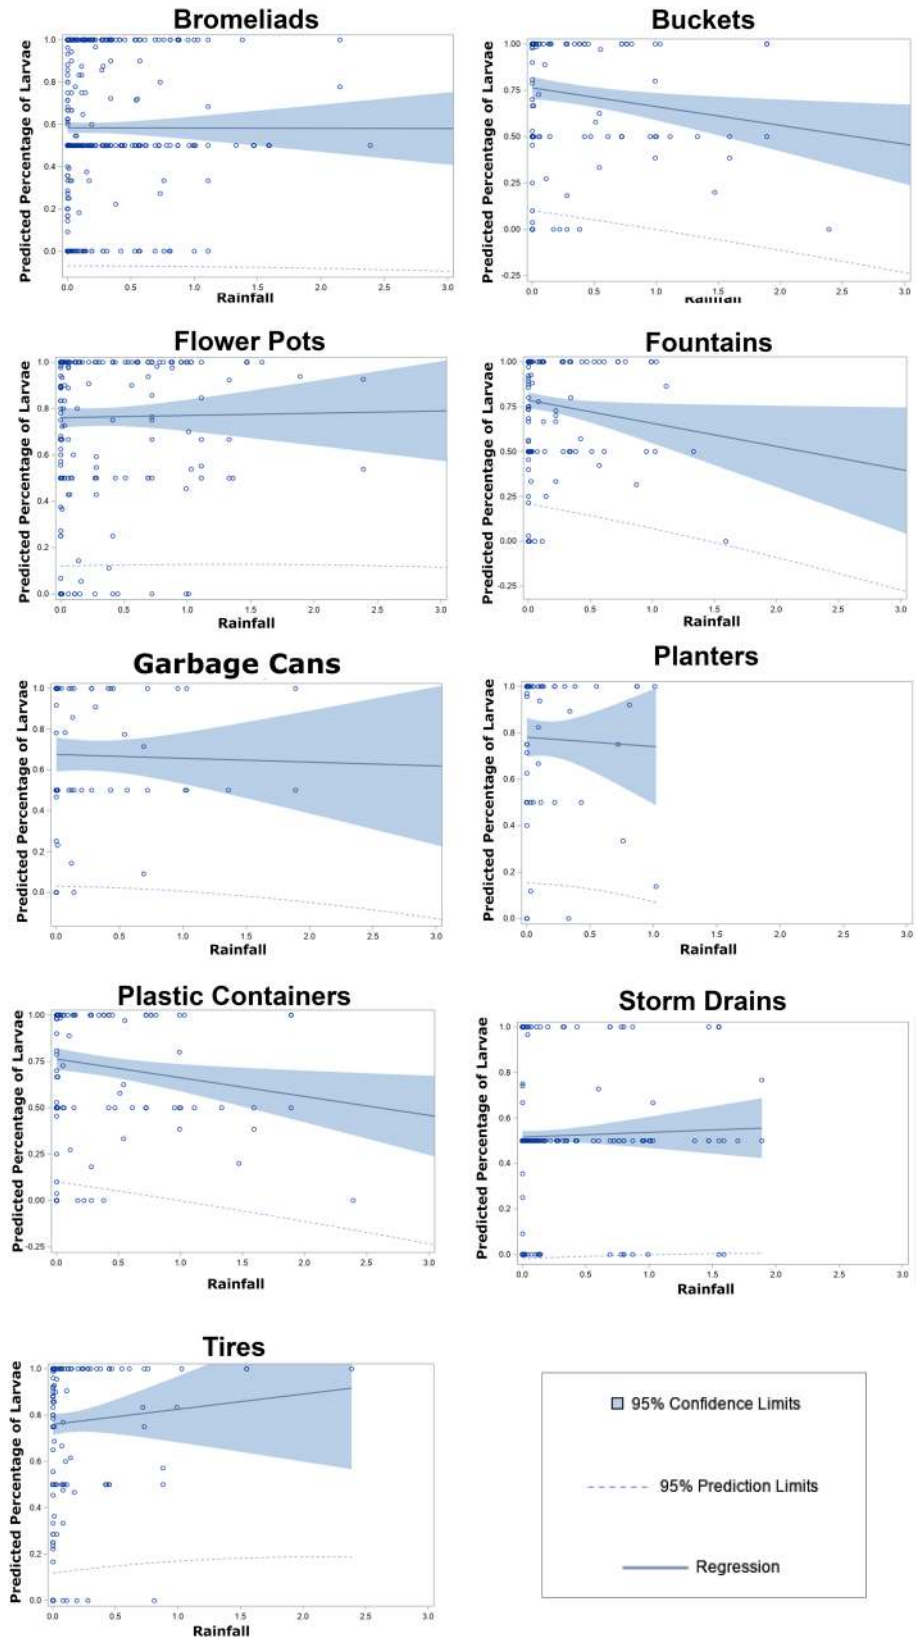 Bromeliads
Predicted Percentage of Larvae
1.0
0.8
0.6
0.4
0.2
0.0
0.0 0.5 1.0 1.5 2.0 2.5 3.0
Rainfall
Buckets
Predicted Percentage of Larvae
1.00
0.75
0.50
0.25
0.00
-0.25
0.0 0.5 1.0 1.5 2.0 2.5 3.0
Rainfall
Flower Pots
Predicted Percentage of Larvae
1.0
0.8
0.6
0.4
0.2
0.0
0.0 0.5 1.0 1.5 2.0 2.5 3.0
Rainfall
Fountains
Predicted Percentage of Larvae
1.00
0.75
0.50
0.25
0.00
-0.25
0.0 0.5 1.0 1.5 2.0 2.5 3.0
Rainfall
Garbage Cans
Predicted Percentage of Larvae
1.0
0.8
0.6
0.4
0.2
0.0
0.0 0.5 1.0 1.5 2.0 2.5 3.0
Rainfall
Planters
Predicted Percentage of Larvae
1.0
0.8
0.6
0.4
0.2
0.0
0.0 0.5 1.0 1.5 2.0 2.5 3.0
Rainfall
Plastic Containers
Predicted Percentage of Larvae
1.00
0.75
0.50
0.25
0.00
-0.25
0.0 0.5 1.0 1.5 2.0 2.5 3.0
Rainfall
Storm Drains
Predicted Percentage of Larvae
1.0
0.8
0.6
0.4
0.2
0.0
0.0 0.5 1.0 1.5 2.0 2.5 3.0
Rainfall
Tires
Predicted Percentage of Larvae
1.0
0.8
0.6
0.4
0.2
0.0
0.0 0.5 1.0 1.5 2.0 2.5 3.0
Rainfall
95% Confidence Limits
95% Prediction Limits
Regression